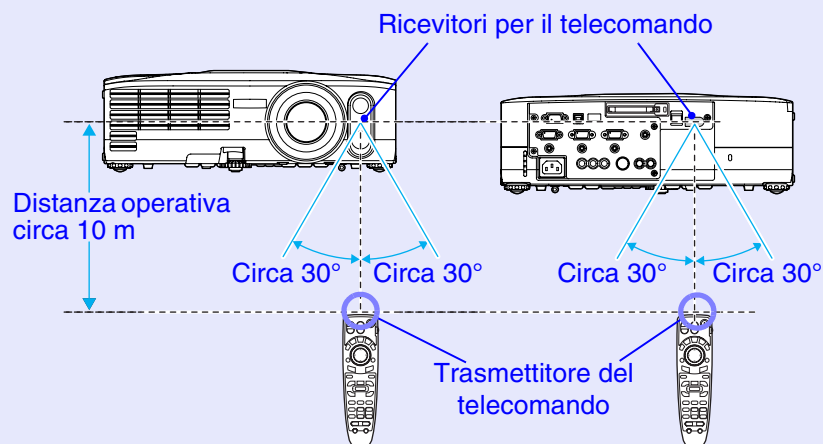 Ricevitori per il telecomando
Distanza operativa
circa 10 m
Circa 30°
Circa 30°
Circa 30°
Circa 30°
Trasmettitore del
telecomando